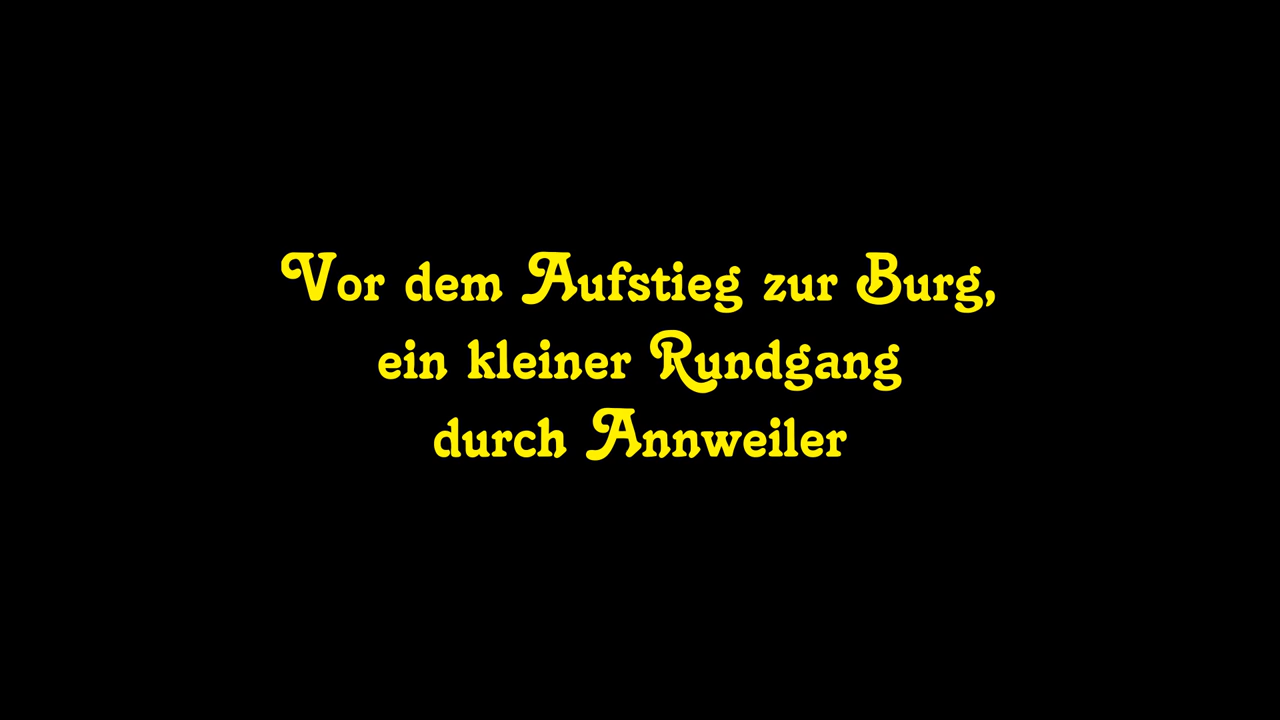 Vor dem Aufstieg zur Burg,
ein kleiner Rundgang
durch Annweiler